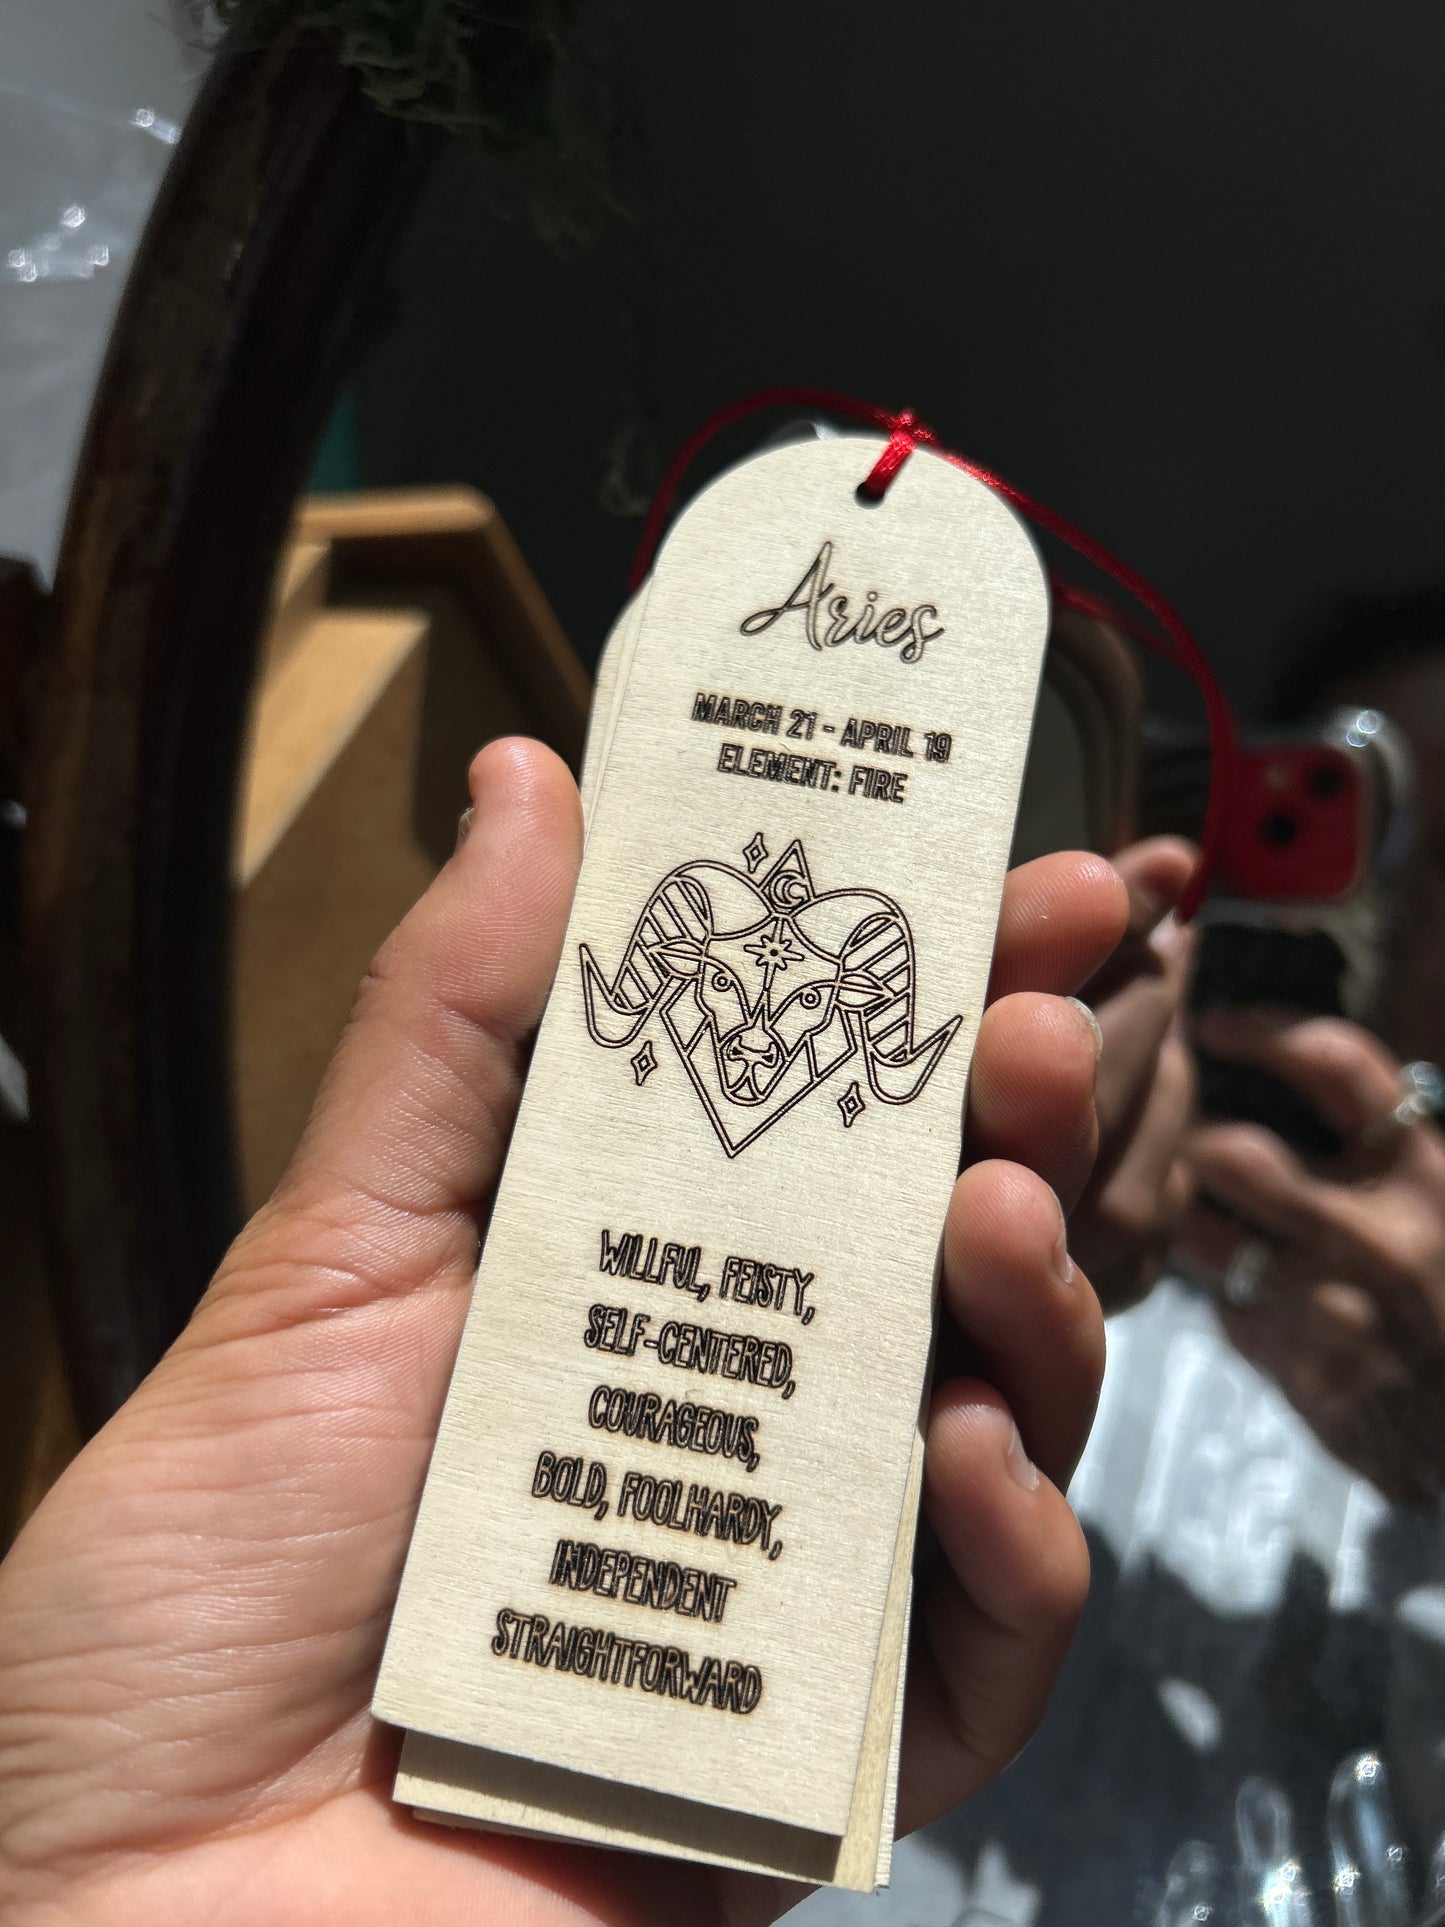 Aries
MARCH 21 - APRIL 19
ELEMENT: FIRE
WILLFUL, FEISTY,
SELF-CENTERED,
COURAGEOUS,
BOLD, FOOLHARDY,
INDEPENDENT
STRAIGHTFORWARD